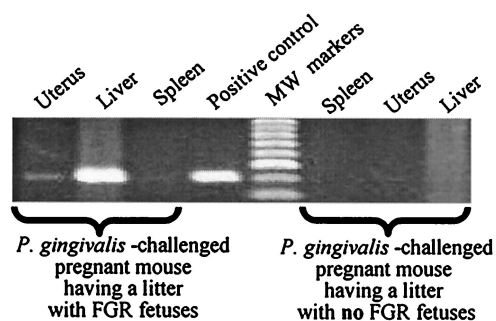 Uterus
Liver
Spleen
Positive control
MW markers
Spleen
Uterus
Liver
P. gingivalis -challenged
pregnant mouse
having a litter
with FGR fetuses
P. gingivalis -challenged
pregnant mouse
having a litter
with no FGR fetuses